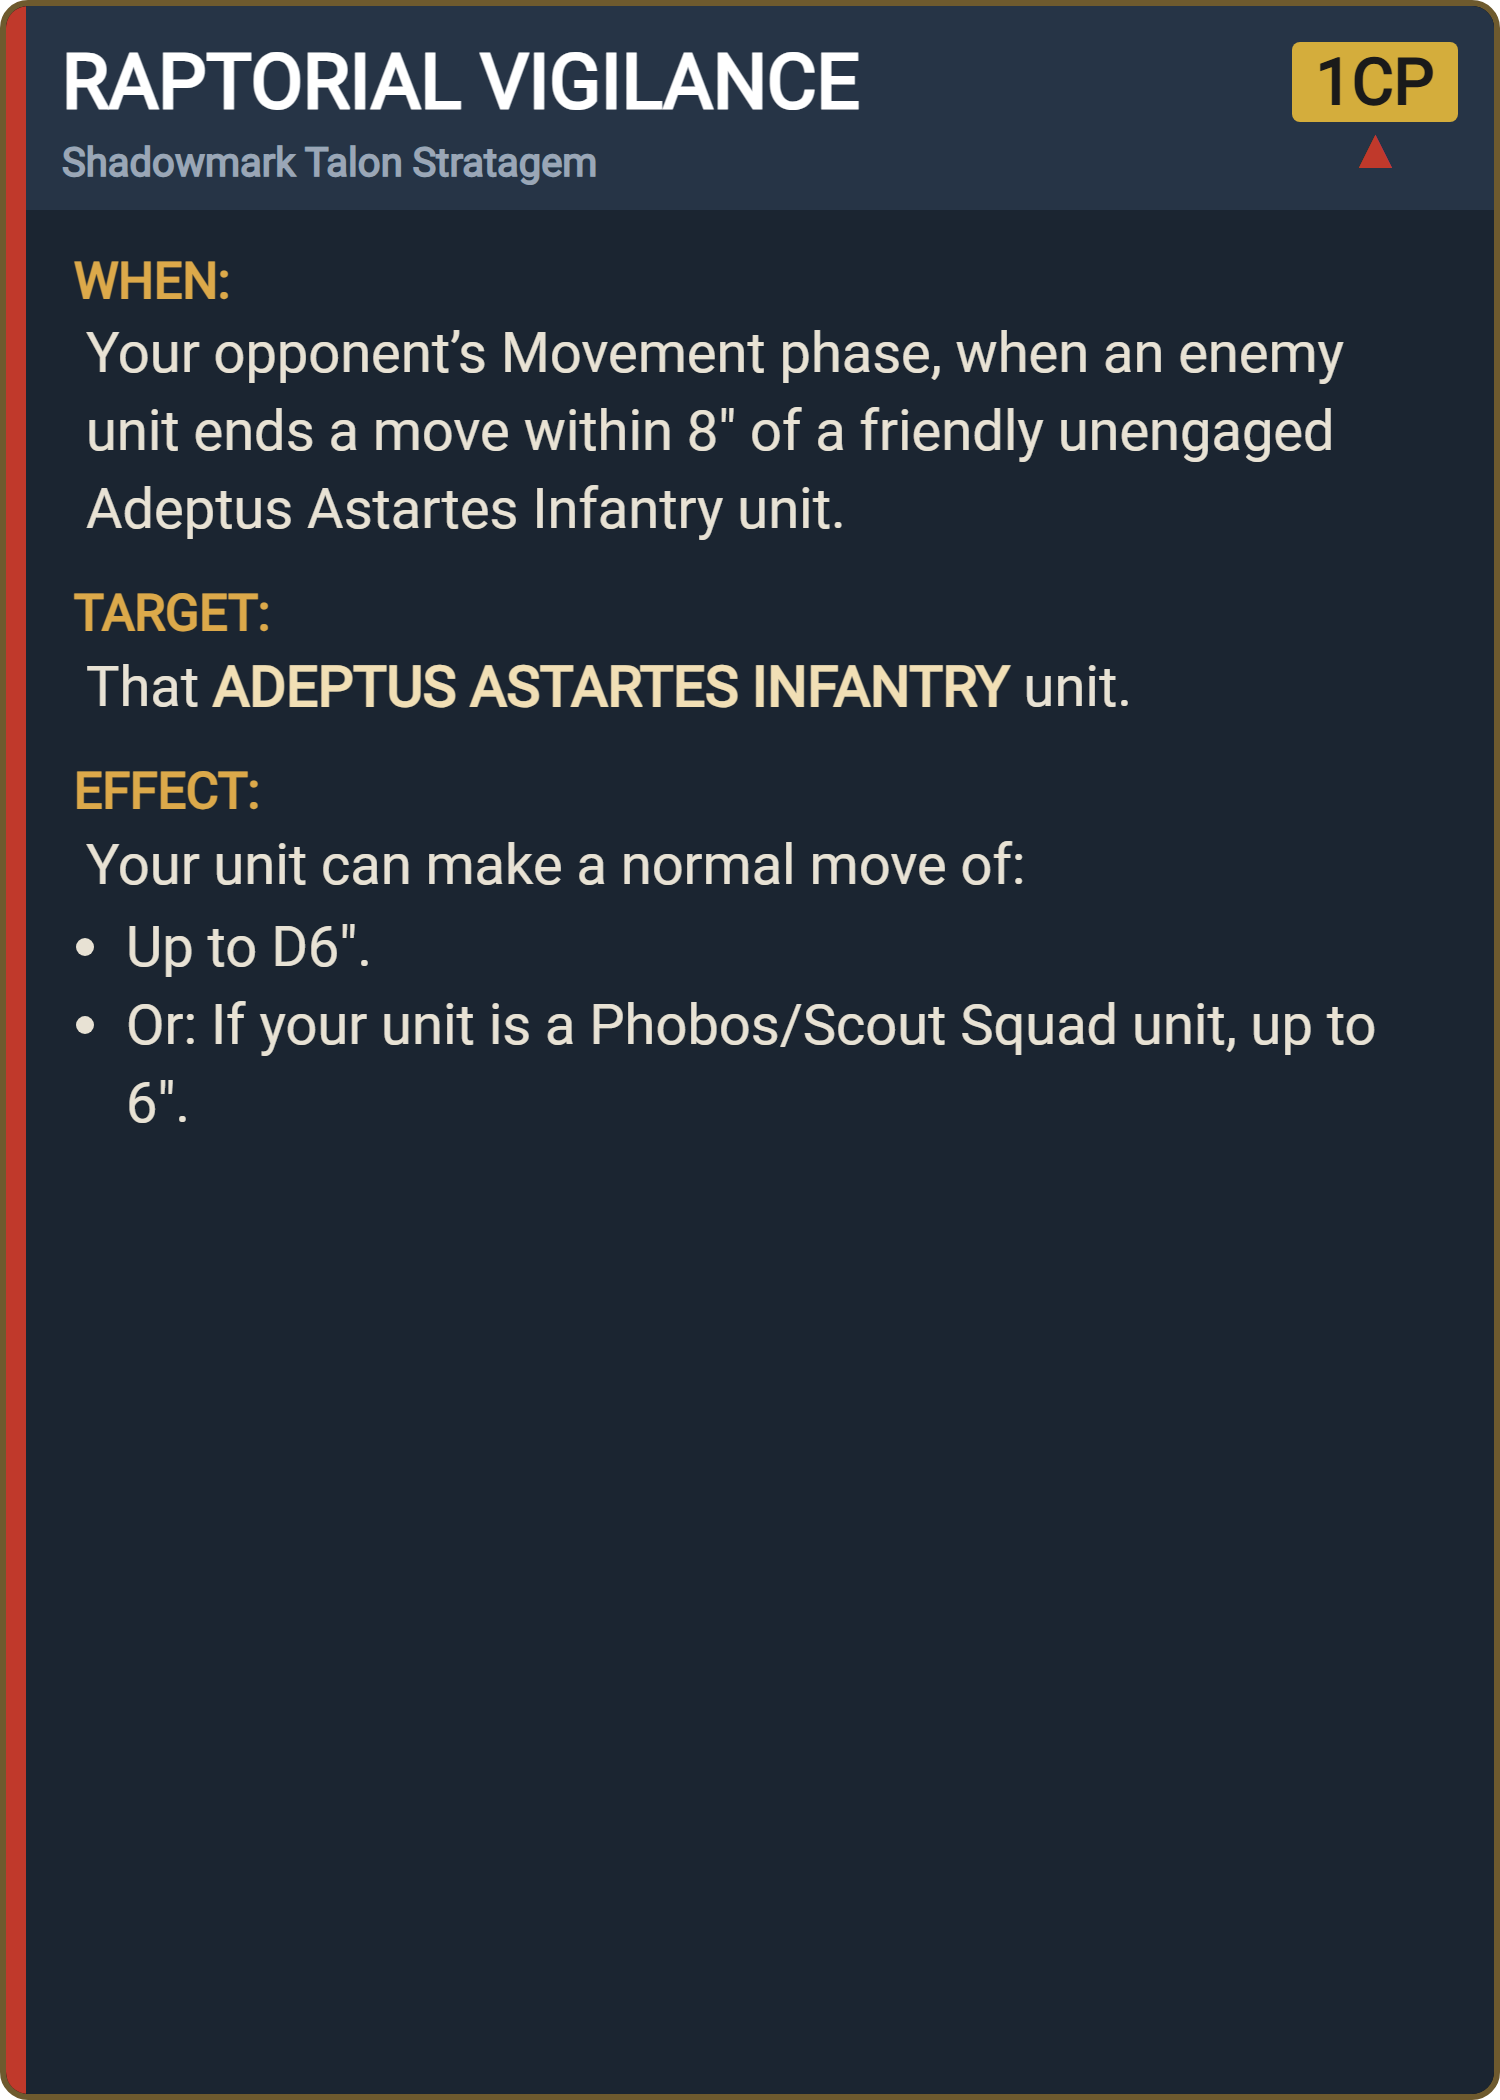 RAPTORIAL VIGILANCE
1CP
Shadowmark Talon Stratagem
WHEN:
Your opponent’s Movement phase, when an enemy
unit ends a move within 8" of a friendly unengaged
Adeptus Astartes Infantry unit.
TARGET:
That ADEPTUS ASTARTES INFANTRY unit.
EFFECT:
Your unit can make a normal move of:
• Up to D6".
• Or: If your unit is a Phobos/Scout Squad unit, up to
6".